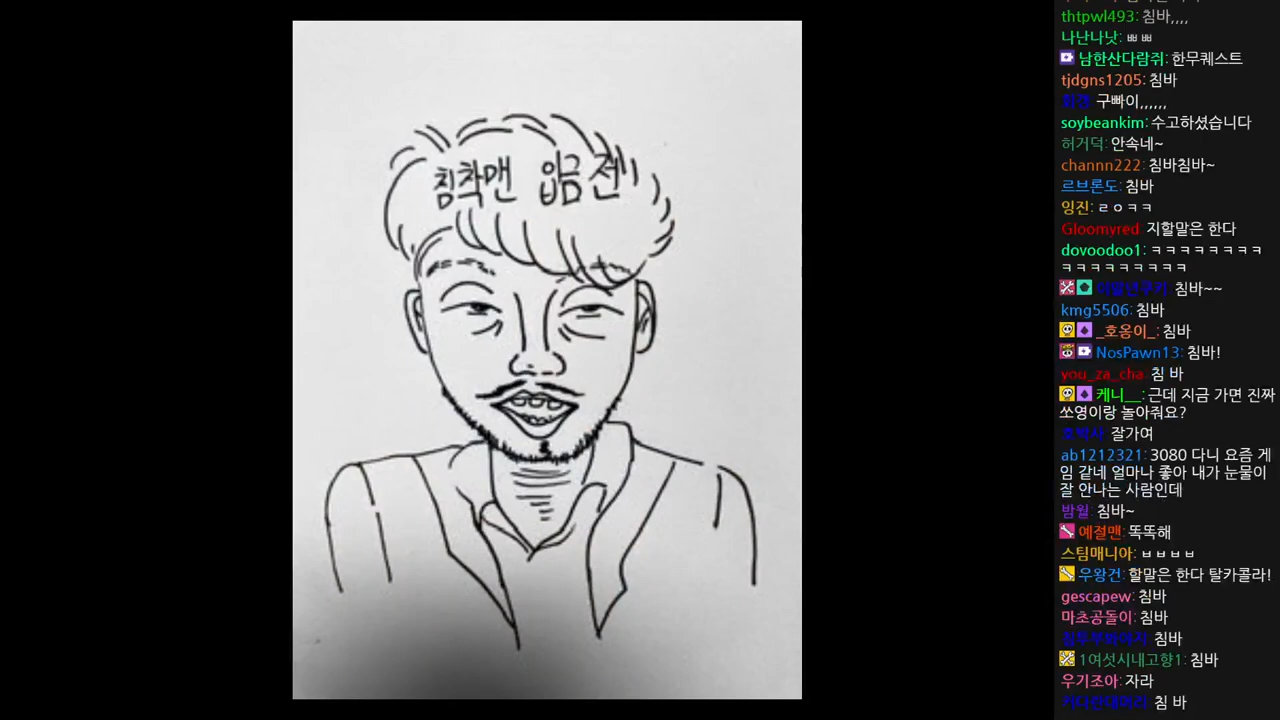 침착맨 입금 전
thtpwl493: 침바,,,,
나난나낫: ㅃ ㅃ
남한산다람쥐: 한무퀘스트
tjdgns1205: 침바
구빠이,,,,,,
soybeankim: 수고하셨습니다
허거덕: 안속네~
channn222: 침바침바~
르브론도: 침바
잉진: ㄹㅇㅋㅋ
Gloomyred: 지할말은 한다
dovoodoo1: ㅋㅋㅋㅋㅋㅋㅋㅋ
ㅋㅋㅋㅋㅋㅋㅋㅋㅋ
침바~~
kmg5506: 침바
_호옹이_: 침바
NosPawn13: 침바!
you_za_cha: 침 바
케니__: 근데 지금 가면 진짜
쏘영이랑 놀아줘요?
잘가여
ab1212321: 3080 다니 요즘 게
임 같네 얼마나 좋아 내가 눈물이
잘 안나는 사람인데
밤월: 침바~
예절맨: 똑똑해
스팀매니아: ㅂㅂㅂㅂ
우왕건: 할말은 한다 탈카콜라!
gescapew: 침바
마초공돌이: 침바
침바
1여섯시내고향1: 침바
우기조아: 자라
커다란대머리: 침 바